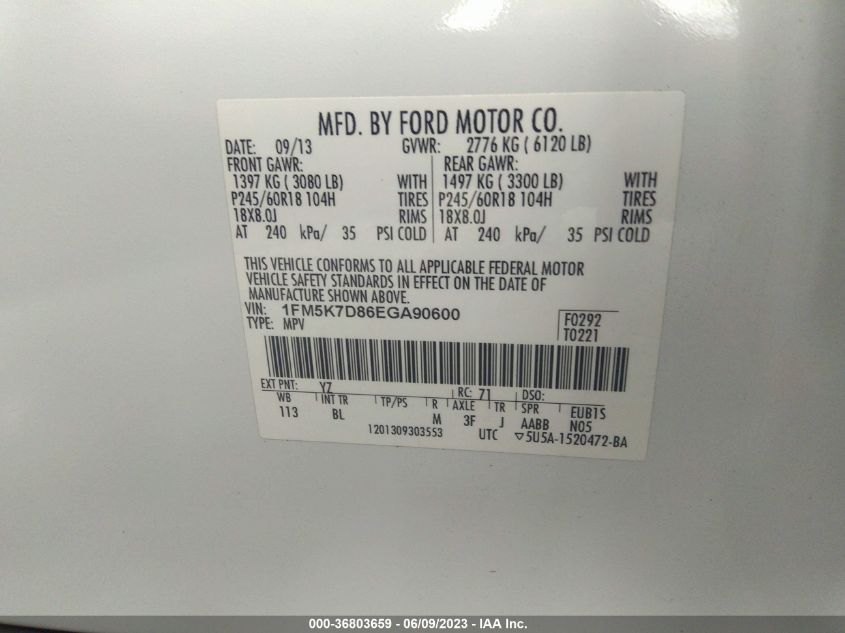 MFD. BY FORD MOTOR CO.
DATE: 09/13 GVWR: 2776 KG ( 6120 LB)
FRONT GAWR: REAR GAWR:
1397 KG ( 3080 LB) WITH 1497 KG ( 3300 LB) WITH
P245/60R18 104H TIRES P245/60R18 104H TIRES
18X8.0J RIMS 18X8.0J RIMS
AT 240 kPa/ 35 PSI COLD AT 240 kPa/ 35 PSI COLD
THIS VEHICLE CONFORMS TO ALL APPLICABLE FEDERAL MOTOR
VEHICLE SAFETY STANDARDS IN EFFECT ON THE DATE OF
MANUFACTURE SHOWN ABOVE.
VIN: 1FM5K7D86EGA90600
TYPE: MPV
F0292
T0221
EXT PNT: YZ RC: 71 DSO:
WB INT TR TP/PS R AXLE TR SPR EUB1S
113 BL M 3F J AABB N05
1201309303553 UTC ▽5U5A-1520472-BA
000-36803659 - 06/09/2023 - IAA Inc.